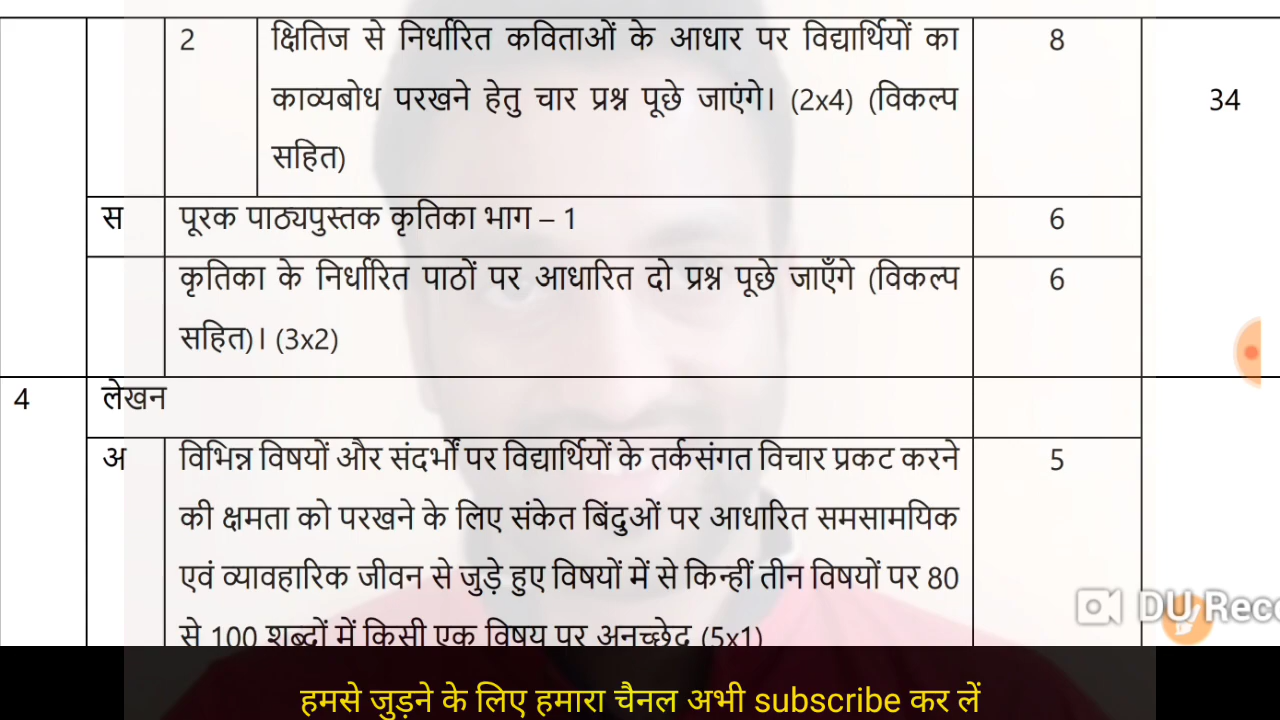 2 क्षितिज से निर्धारित कविताओं के आधार पर विद्यार्थियों का 8
काव्यबोध परखने हेतु चार प्रश्न पूछे जाएंगे। (2x4) (विकल्प 34
सहित)
स पूरक पाठ्यपुस्तक कृतिका भाग – 1 6
कृतिका के निर्धारित पाठों पर आधारित दो प्रश्न पूछे जाएँगे (विकल्प 6
सहित)। (3x2)
4 लेखन
अ विभिन्न विषयों और संदर्भों पर विद्यार्थियों के तर्कसंगत विचार प्रकट करने 5
की क्षमता को परखने के लिए संकेत बिंदुओं पर आधारित समसामयिक
एवं व्यावहारिक जीवन से जुड़े हुए विषयों में से किन्हीं तीन विषयों पर 80
से 100 शब्दों में किसी एक विषय पर अनुच्छेद (5x1)
DU Rec
हमसे जुड़ने के लिए हमारा चैनल अभी subscribe कर लें